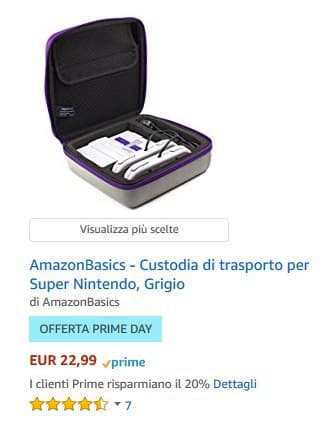 Visualizza più scelte
AmazonBasics - Custodia di trasporto per
Super Nintendo, Grigio
di AmazonBasics
OFFERTA PRIME DAY
EUR 22,99 prime
I clienti Prime risparmiano il 20% Dettagli
7